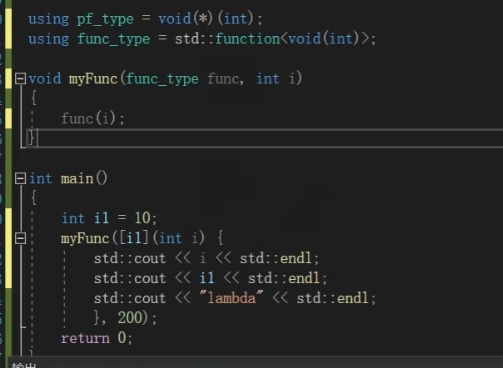 using pf_type = void(*)(int);
using func_type = std::function<void(int)>;
void myFunc(func_type func, int i)
{
func(i);
}
int main()
{
int i1 = 10;
myFunc([i1](int i) {
std::cout << i << std::endl;
std::cout << i1 << std::endl;
std::cout << "lambda" << std::endl;
}, 200);
return 0;
}